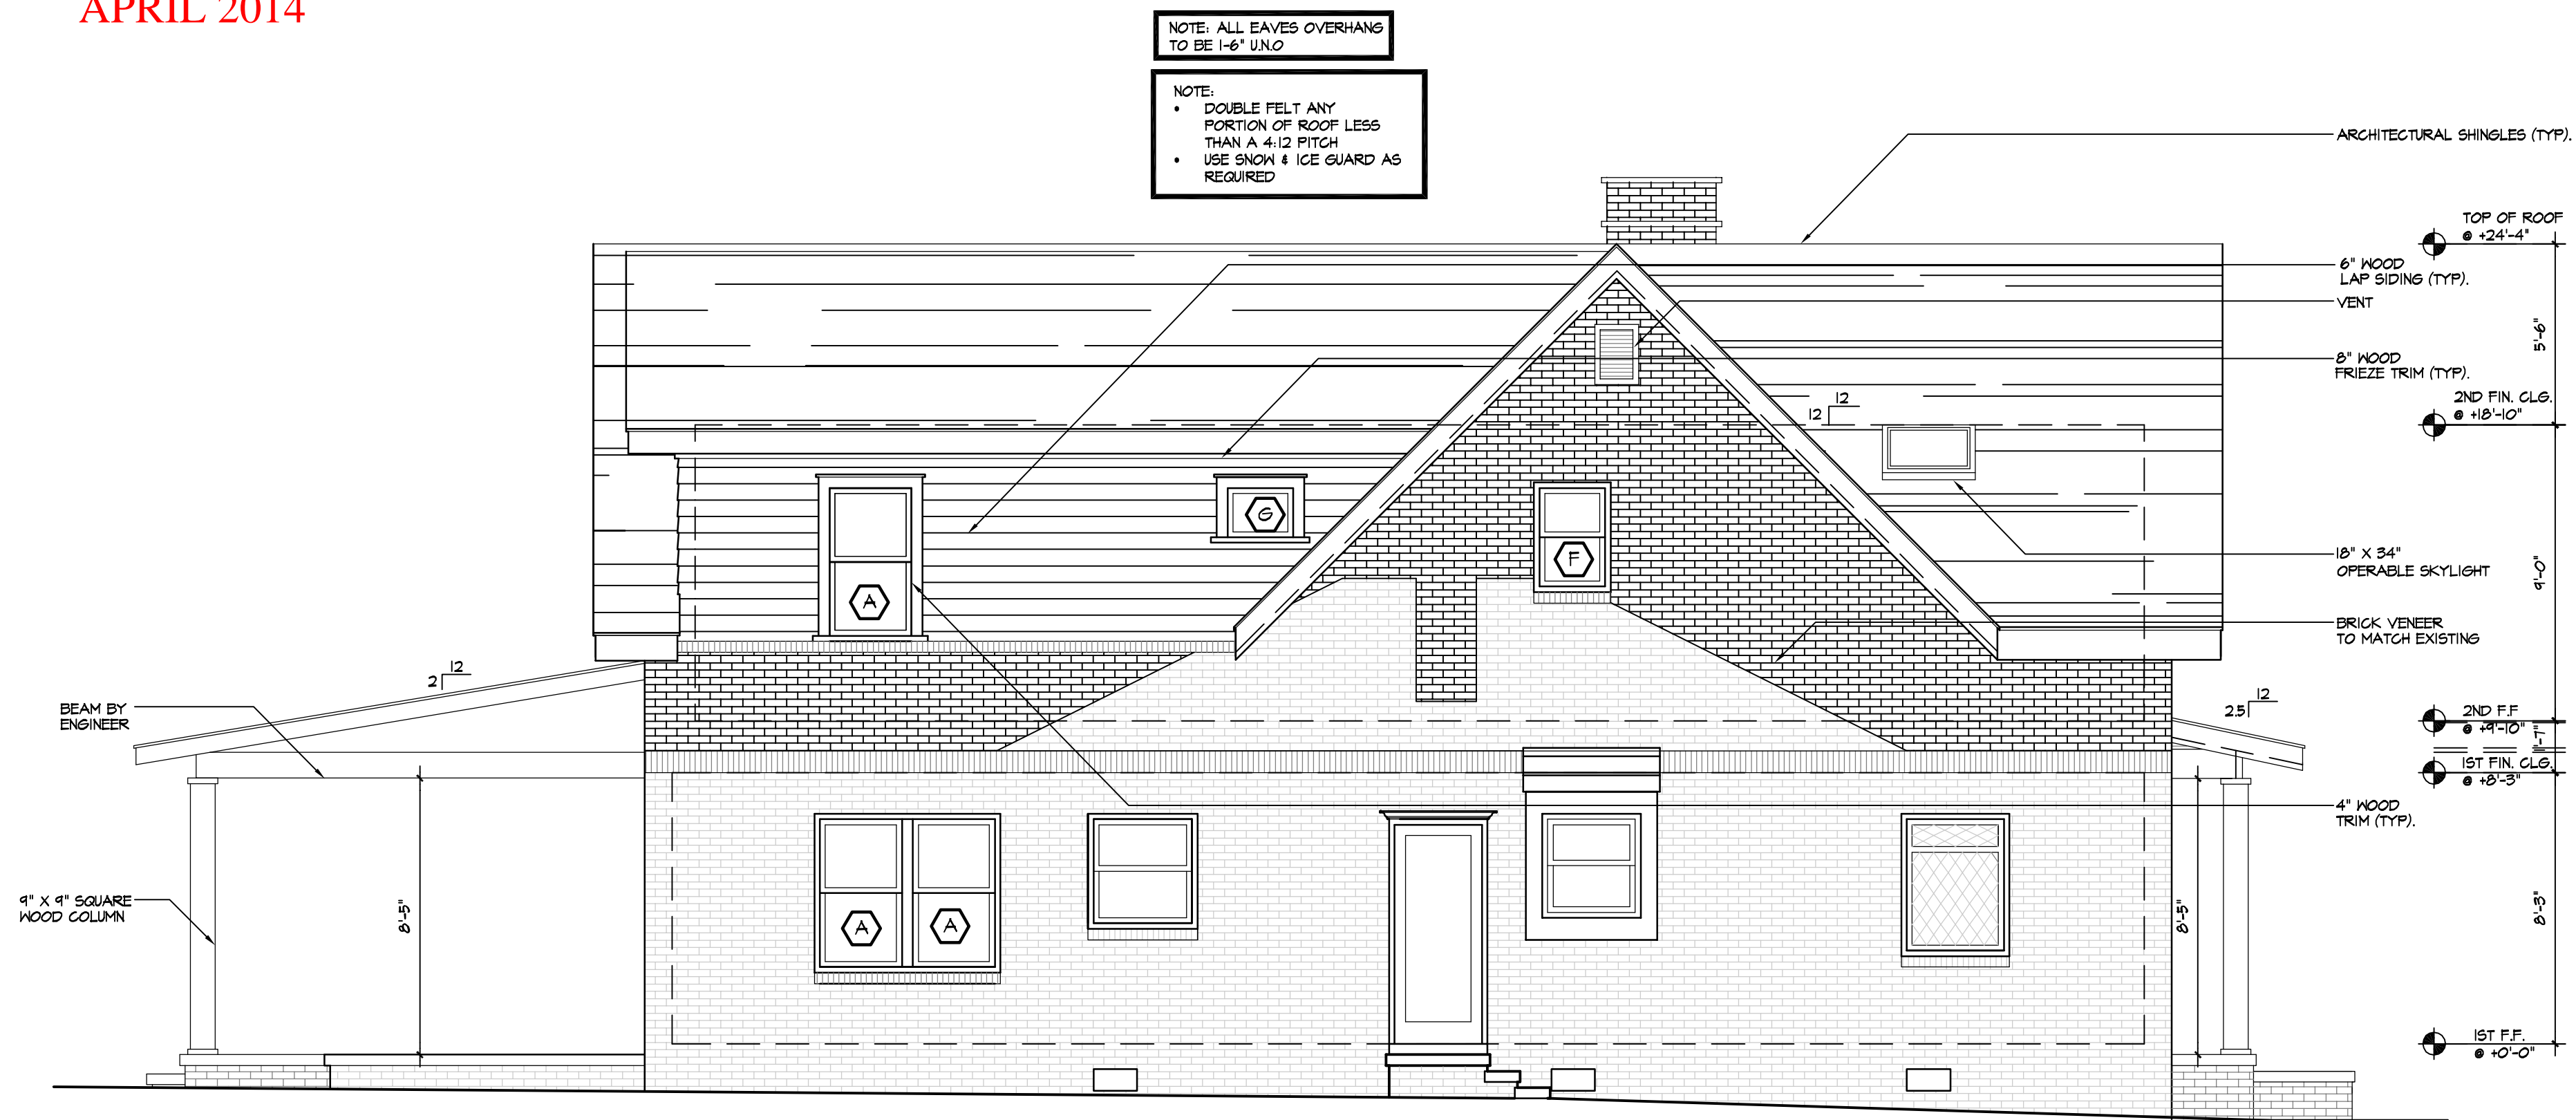 APRIL 2014
NOTE: ALL EAVES OVERHANG
TO BE 1-6" U.N.O
NOTE:
• DOUBLE FELT ANY
PORTION OF ROOF LESS
THAN A 4:12 PITCH
• USE SNOW & ICE GUARD AS
REQUIRED
ARCHITECTURAL SHINGLES (TYP).
TOP OF ROOF
@ +24'-4"
6" WOOD
LAP SIDING (TYP).
VENT
5'-6"
8" WOOD
FRIEZE TRIM (TYP).
2ND FIN. CLG.
@ +18'-10"
12
12
G
F
A
18" X 34"
OPERABLE SKYLIGHT
9'-0"
BRICK VENEER
TO MATCH EXISTING
12
2
BEAM BY
ENGINEER
12
2.5
2ND F.F
@ +9'-10"
1'-7"
1ST FIN. CLG.
@ +8'-3"
4" WOOD
TRIM (TYP).
9" X 9" SQUARE
WOOD COLUMN
8'-5"
A
A
8'-5"
8'-3"
1ST F.F.
@ +0'-0"